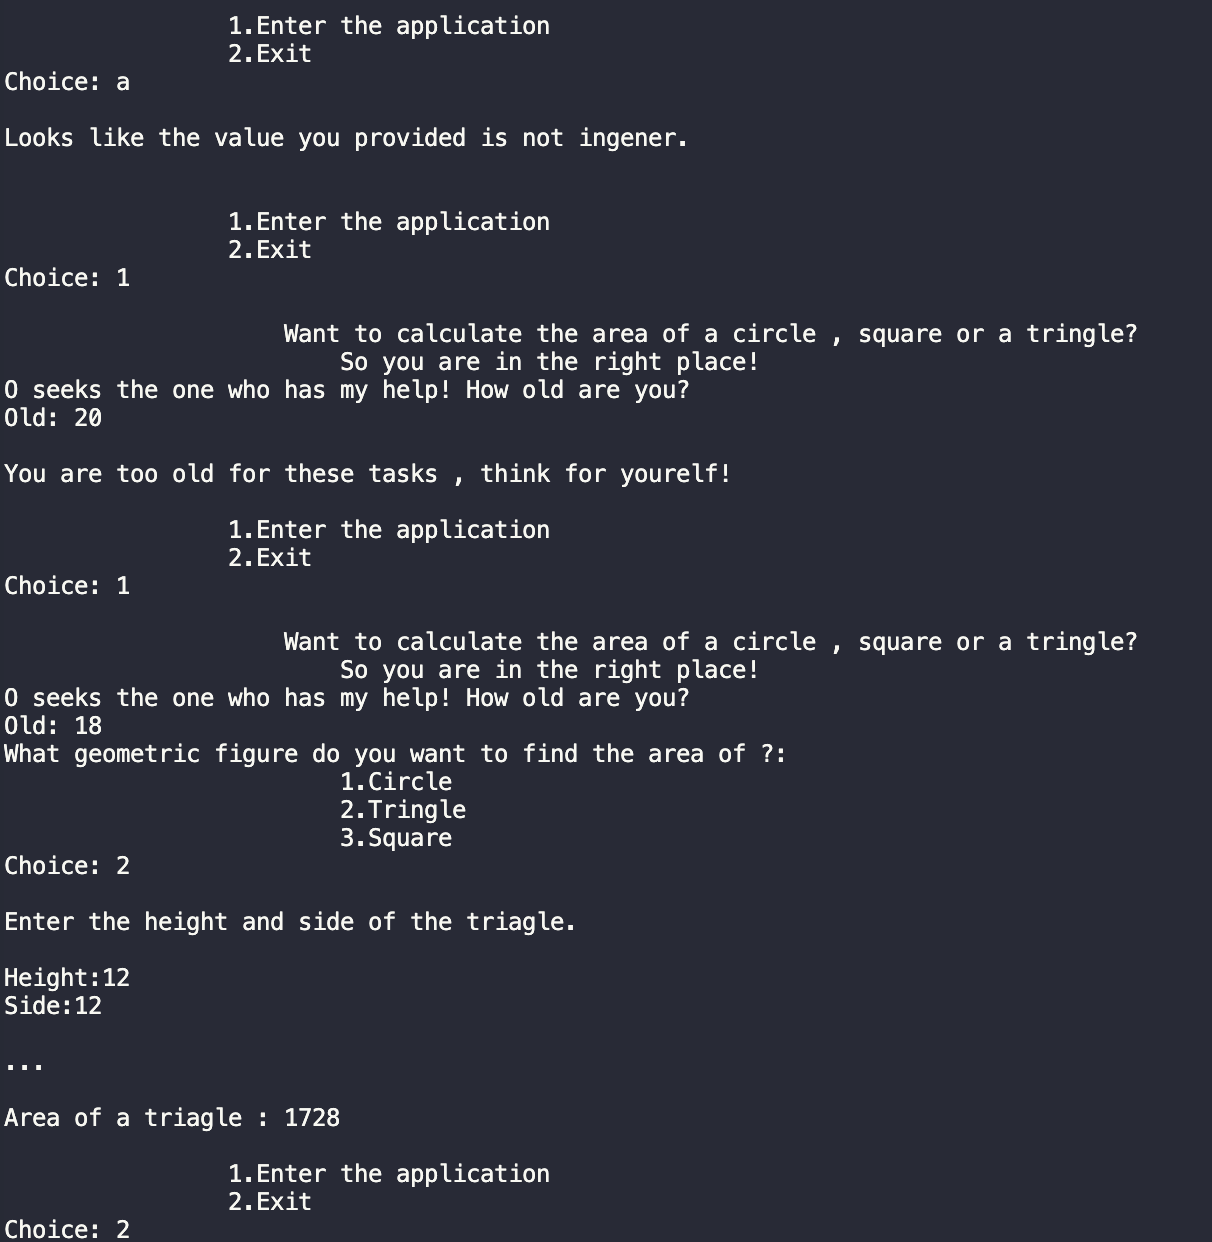 1.Enter the application
2.Exit
Choice: a
Looks like the value you provided is not ingener.
1.Enter the application
2.Exit
Choice: 1
Want to calculate the area of a circle , square or a tringle?
So you are in the right place!
O seeks the one who has my help! How old are you?
Old: 20
You are too old for these tasks , think for yourelf!
1.Enter the application
2.Exit
Choice: 1
Want to calculate the area of a circle , square or a tringle?
So you are in the right place!
O seeks the one who has my help! How old are you?
Old: 18
What geometric figure do you want to find the area of ?:
1.Circle
2.Tringle
3.Square
Choice: 2
Enter the height and side of the triagle.
Height:12
Side:12
...
Area of a triagle : 1728
1.Enter the application
2.Exit
Choice: 2